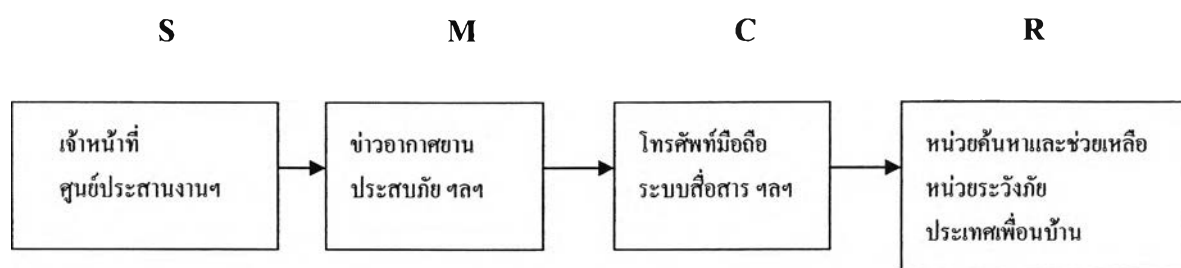 S M C R
เจ้าหน้าที่
ศูนย์ประสานงานฯ
ข่าวอากาศยาน
ประสบภัย ฯลฯ
โทรศัพท์มือถือ
ระบบสื่อสาร ฯลฯ
หน่วยค้นหาและช่วยเหลือ
หน่วยระวังภัย
ประเทศเพื่อนบ้าน